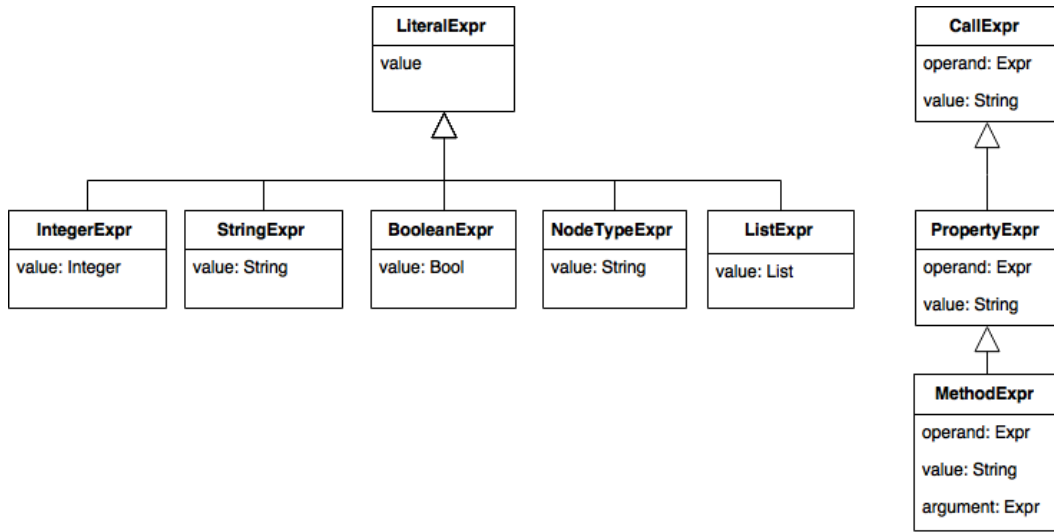 LiteralExpr
value
IntegerExpr
value: Integer
StringExpr
value: String
BooleanExpr
value: Bool
NodeTypeExpr
value: String
ListExpr
value: List
CallExpr
operand: Expr
value: String
PropertyExpr
operand: Expr
value: String
MethodExpr
operand: Expr
value: String
argument: Expr